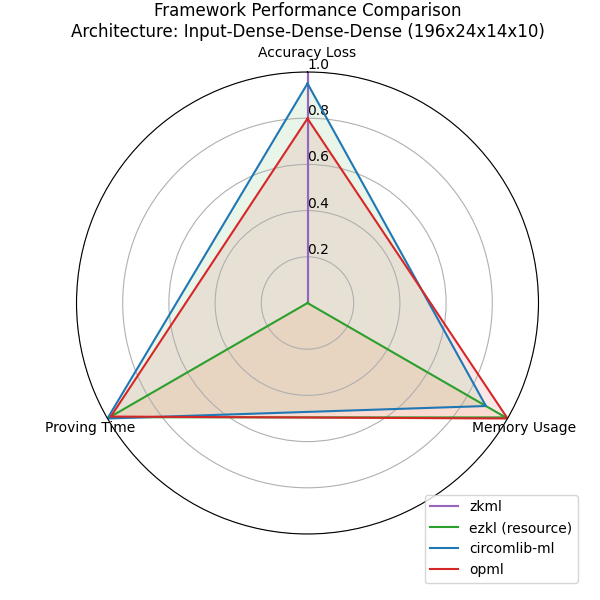 Framework Performance Comparison
Architecture: Input-Dense-Dense-Dense (196x24x14x10)
Accuracy Loss
1.0
0.8
0.6
0.4
0.2
Proving Time
Memory Usage
zkml
ezkl (resource)
circomlib-ml
opml